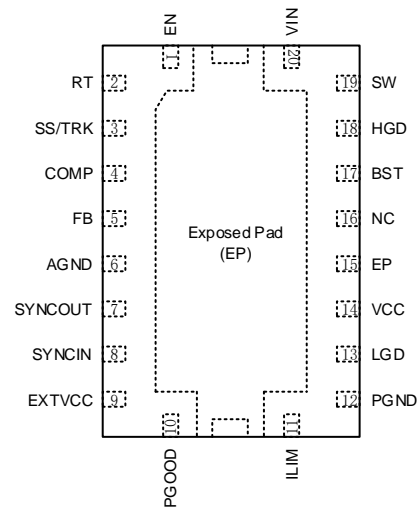 EN
VIN
1
20
RT
2
19
SW
SS/TRK
3
18
HGD
COMP
4
17
BST
FB
5
16
NC
Exposed Pad
(EP)
AGND
6
15
EP
SYNCOUT
7
14
VCC
SYNCIN
8
13
LGD
EXTVCC
9
12
PGND
10
11
PGOOD
ILIM